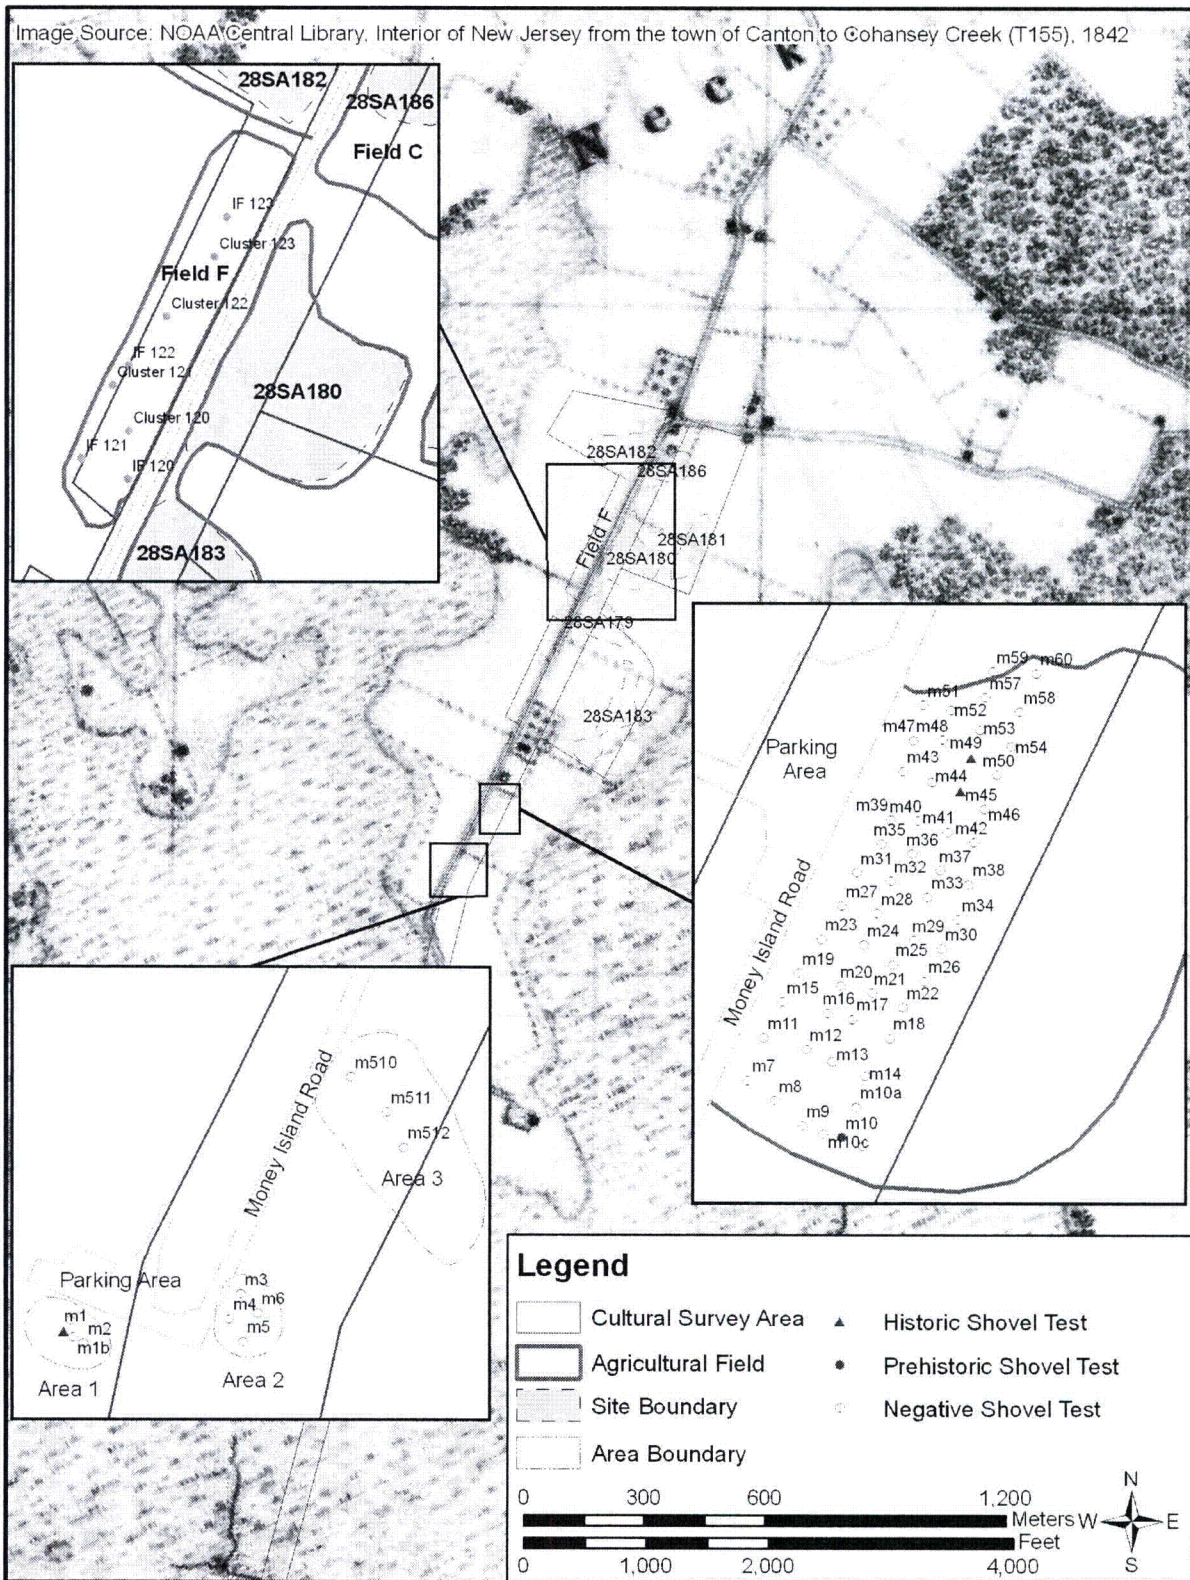 Image Source: NOAA Central Library, Interior of New Jersey from the town of Canton to Cohansey Creek (T155), 1842
Neck
28SA182
28SA186
Field C
IF 123
Cluster 123
Field F
Cluster 122
IF 122
Cluster 121
28SA180
Cluster 120
IF 121
IF 120
28SA183
28SA182
28SA186
Field F
28SA181
28SA180
28SA179
28SA183
m59
m60
m51
m57
m58
m52
m47
m48
m53
m49
m54
Parking
Area
m43
m44
m50
m45
m39
m40
m41
m46
m35
m36
m42
m31
m32
m37
m38
m27
m28
m33
m34
m23
m24
m29
m30
m19
m25
m26
m15
m20
m21
m16
m17
m22
m11
m12
m18
m13
m7
m8
m14
m10a
m9
m10
m10c
Money Island Road
m510
m511
m512
Area 3
Money Island Road
Parking Area
m3
m4
m6
m5
m1
m2
m1b
Area 1
Area 2
Legend
Cultural Survey Area
Historic Shovel Test
Agricultural Field
Prehistoric Shovel Test
Site Boundary
Negative Shovel Test
Area Boundary
0 300 600 1,200
Meters
Feet
0 1,000 2,000 4,000
N
W E
S